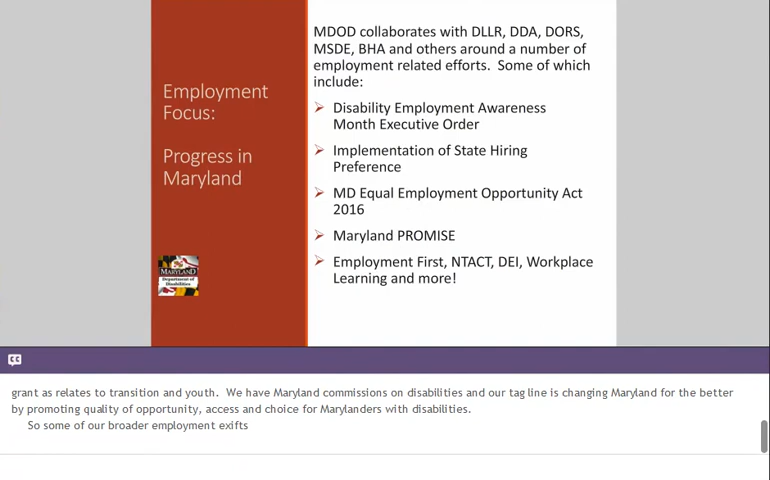 Employment
Focus:
Progress in
Maryland
MARYLAND
Department of
Disabilities
MDOD collaborates with DLLR, DDA, DORS,
MSDE, BHA and others around a number of
employment related efforts.  Some of which
include:
Disability Employment Awareness
Month Executive Order
Implementation of State Hiring
Preference
MD Equal Employment Opportunity Act
2016
Maryland PROMISE
Employment First, NTACT, DEI, Workplace
Learning and more!
CC
grant as relates to transition and youth.  We have Maryland commissions on disabilities and our tag line is changing Maryland for the better
by promoting quality of opportunity, access and choice for Marylanders with disabilities.
So some of our broader employment exifts